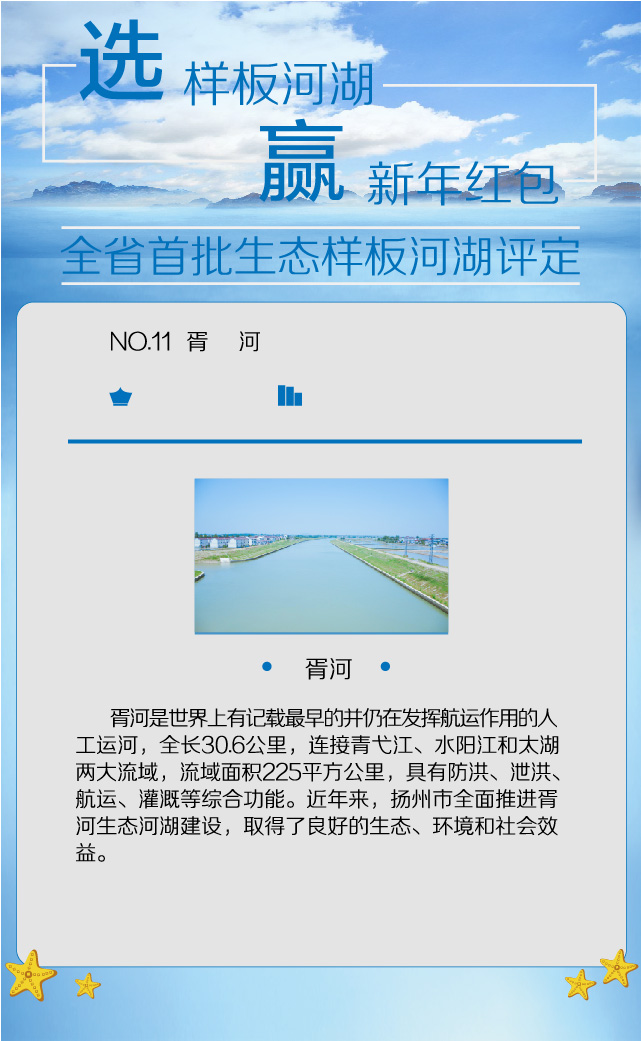 选 样板河湖
赢 新年红包
全省首批生态样板河湖评定
NO.11 胥 河
胥河
胥河是世界上有记载最早的并仍在发挥航运作用的人
工运河，全长30.6公里，连接青弋江、水阳江和太湖
两大流域，流域面积225平方公里，具有防洪、泄洪、
航运、灌溉等综合功能。近年来，扬州市全面推进胥
河生态河湖建设，取得了良好的生态、环境和社会效
益。